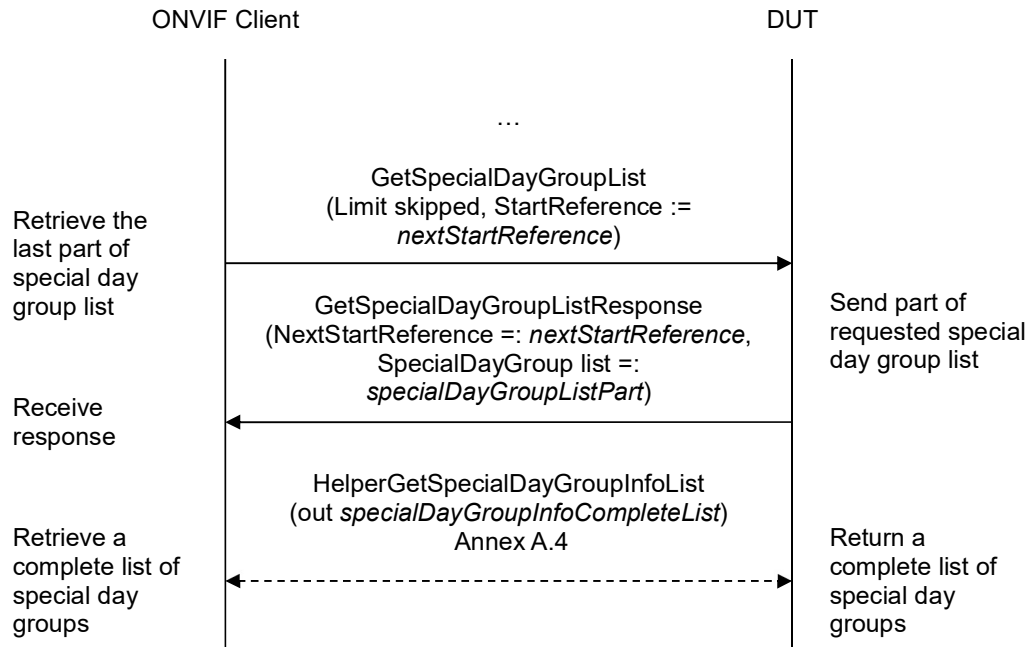 ONVIF Client
DUT
…
GetSpecialDayGroupList
(Limit skipped, StartReference :=
nextStartReference)
Retrieve the
last part of
special day
group list
GetSpecialDayGroupListResponse
(NextStartReference =: nextStartReference,
SpecialDayGroup list =:
specialDayGroupListPart)
Send part of
requested special
day group list
Receive
response
HelperGetSpecialDayGroupInfoList
(out specialDayGroupInfoCompleteList)
Annex A.4
Retrieve a
complete list of
special day
groups
Return a
complete list of
special day
groups